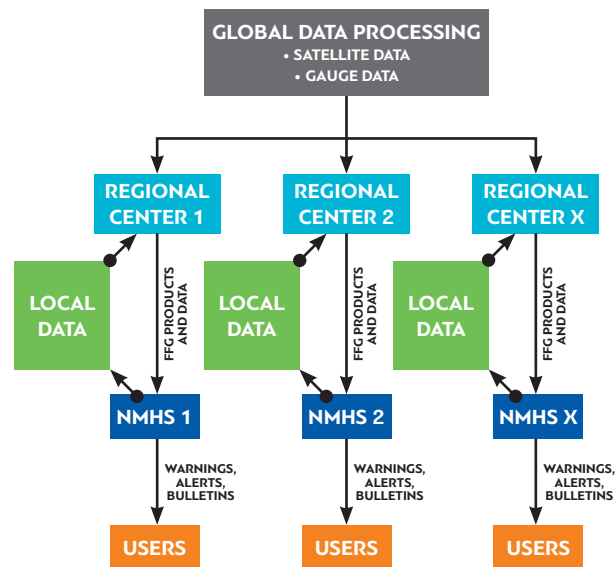 GLOBAL DATA PROCESSING
• SATELLITE DATA
• GAUGE DATA
REGIONAL
CENTER 1
REGIONAL
CENTER 2
REGIONAL
CENTER X
LOCAL
DATA
FFG PRODUCTS
AND DATA
LOCAL
DATA
FFG PRODUCTS
AND DATA
LOCAL
DATA
FFG PRODUCTS
AND DATA
NMHS 1
NMHS 2
NMHS X
WARNINGS,
ALERTS,
BULLETINS
WARNINGS,
ALERTS,
BULLETINS
WARNINGS,
ALERTS,
BULLETINS
USERS
USERS
USERS